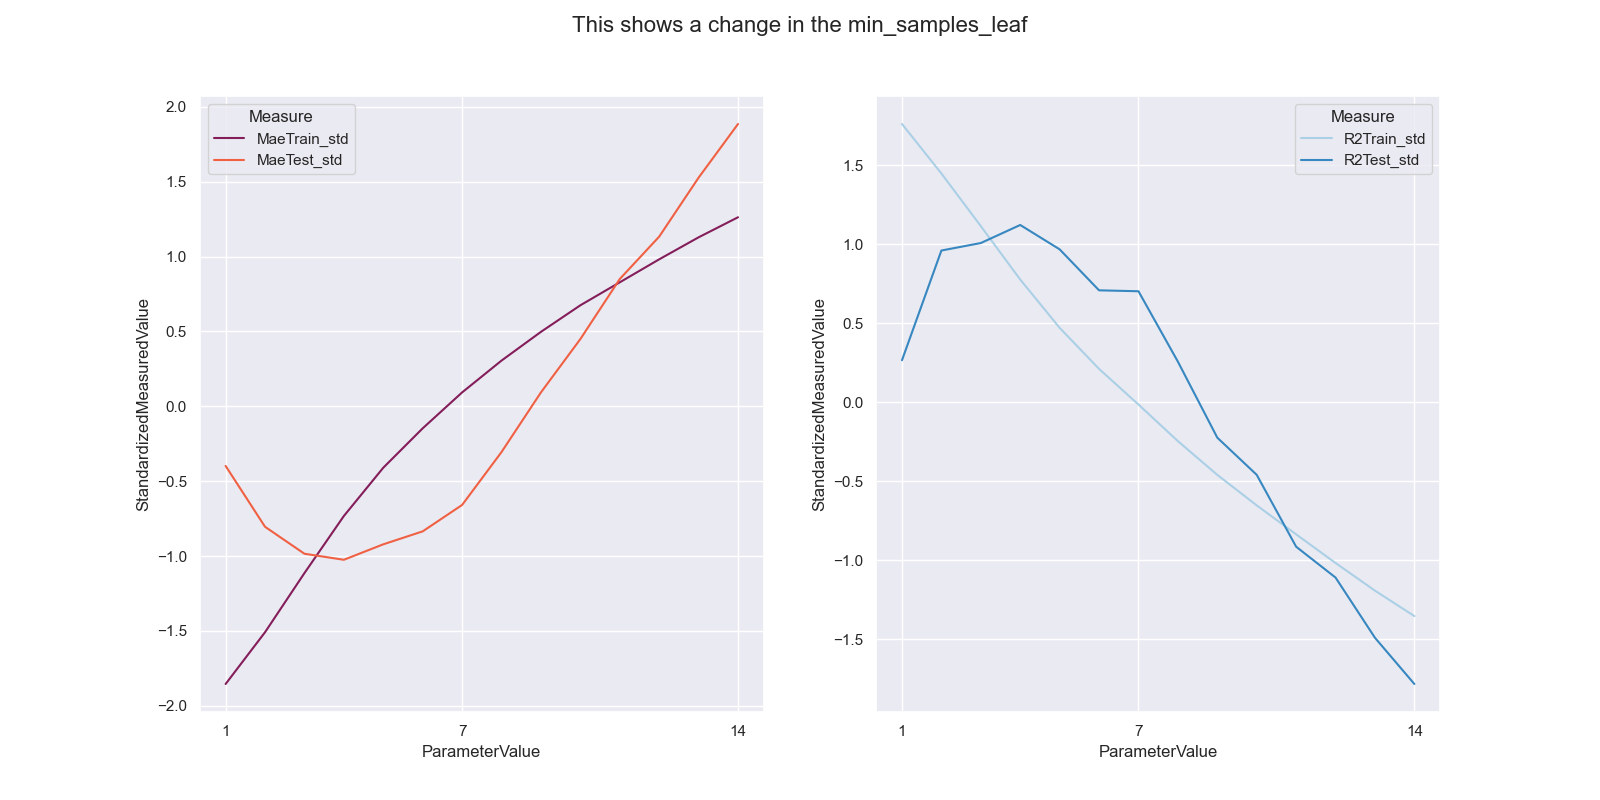 This shows a change in the min_samples_leaf
Measure
MaeTrain_std
MaeTest_std
2.0
1.5
1.0
0.5
0.0
−0.5
−1.0
−1.5
−2.0
StandardizedMeasuredValue
1 7 14
ParameterValue
Measure
R2Train_std
R2Test_std
1.5
1.0
0.5
0.0
−0.5
−1.0
−1.5
StandardizedMeasuredValue
1 7 14
ParameterValue